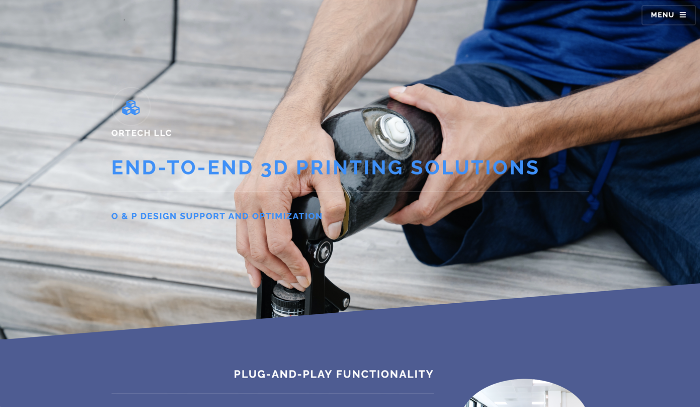 MENU
ORTECH LLC
END-TO-END 3D PRINTING SOLUTIONS
O & P DESIGN SUPPORT AND OPTIMIZATION
PLUG-AND-PLAY FUNCTIONALITY